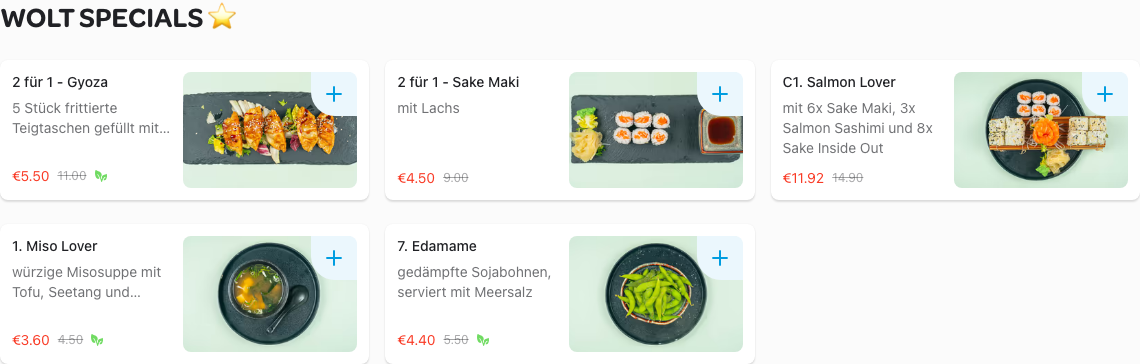 WOLT SPECIALS ⭐
2 für 1 - Gyoza
5 Stück frittierte
Teigtaschen gefüllt mit...
€5.50 11.00
2 für 1 - Sake Maki
mit Lachs
€4.50 9.00
C1. Salmon Lover
mit 6x Sake Maki, 3x
Salmon Sashimi und 8x
Sake Inside Out
€11.92 14.90
1. Miso Lover
würzige Misosuppe mit
Tofu, Seetang und...
€3.60 4.50
7. Edamame
gedämpfte Sojabohnen,
serviert mit Meersalz
€4.40 5.50